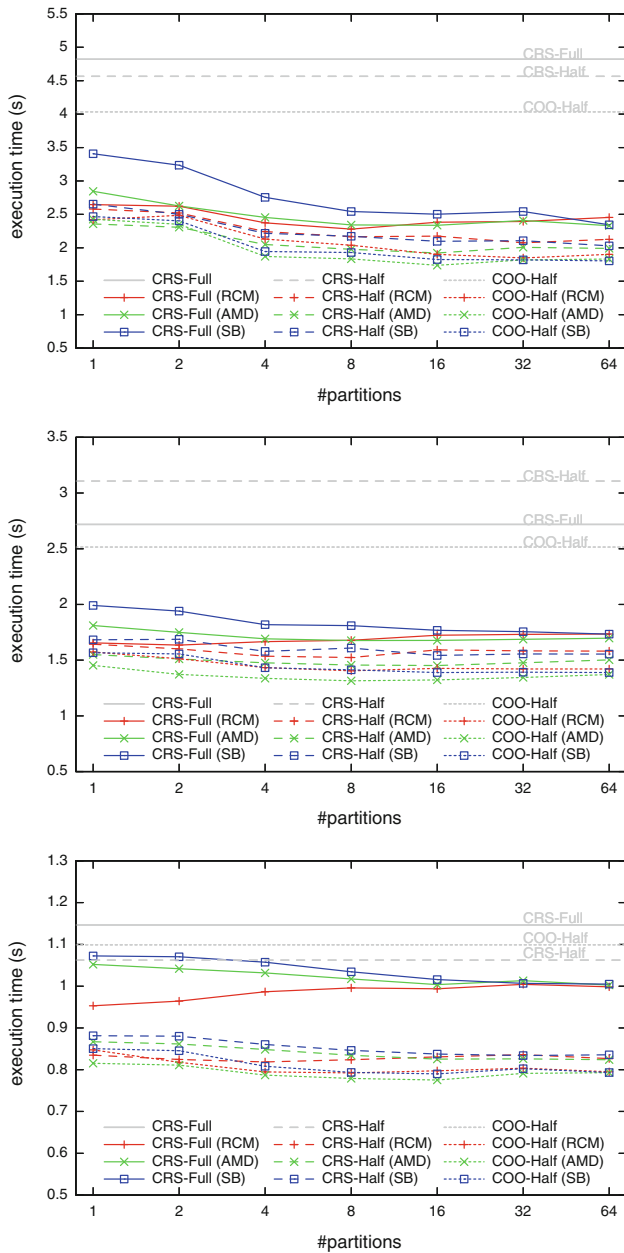 5.5
5
4.5
4
3.5
3
2.5
2
1.5
1
0.5
execution time (s)
CRS-Full
CRS-Half
COO-Half
CRS-Full CRS-Half COO-Half
CRS-Full (RCM) CRS-Half (RCM) COO-Half (RCM)
CRS-Full (AMD) CRS-Half (AMD) COO-Half (AMD)
CRS-Full (SB) CRS-Half (SB) COO-Half (SB)
1 2 4 8 16 32 64
#partitions
3.5
3
2.5
2
1.5
1
0.5
execution time (s)
CRS-Half
CRS-Full
COO-Half
CRS-Full CRS-Half COO-Half
CRS-Full (RCM) CRS-Half (RCM) COO-Half (RCM)
CRS-Full (AMD) CRS-Half (AMD) COO-Half (AMD)
CRS-Full (SB) CRS-Half (SB) COO-Half (SB)
1 2 4 8 16 32 64
#partitions
1.3
1.2
1.1
1
0.9
0.8
0.7
0.6
0.5
execution time (s)
CRS-Full
COO-Half
CRS-Half
CRS-Full CRS-Half COO-Half
CRS-Full (RCM) CRS-Half (RCM) COO-Half (RCM)
CRS-Full (AMD) CRS-Half (AMD) COO-Half (AMD)
CRS-Full (SB) CRS-Half (SB) COO-Half (SB)
1 2 4 8 16 32 64
#partitions